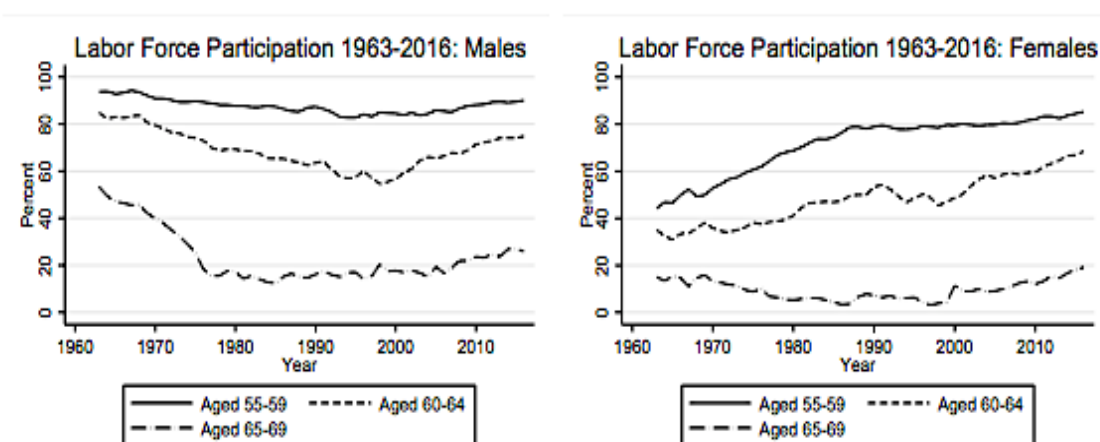 Labor Force Participation 1963-2016: Males
Percent
100
80
60
40
20
0
1960 1970 1980 1990 2000 2010
Year
Aged 55-59 Aged 60-64
Aged 65-69
Labor Force Participation 1963-2016: Females
Percent
100
80
60
40
20
0
1960 1970 1980 1990 2000 2010
Year
Aged 55-59 Aged 60-64
Aged 65-69